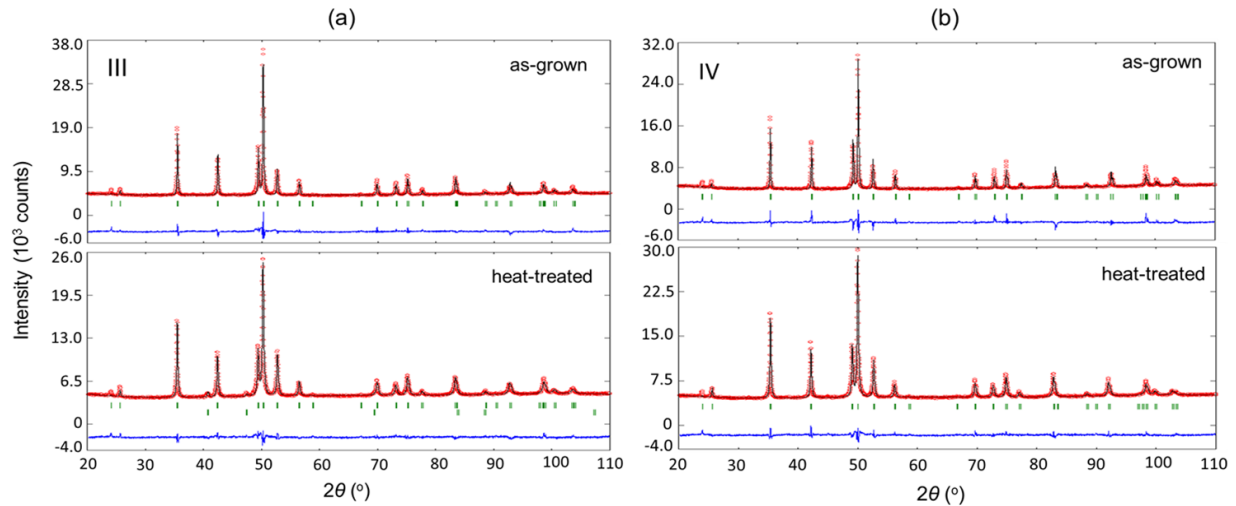 (a)
(b)
Intensity (10³ counts)
38.0
28.5
19.0
9.5
0
-6.0
III
as-grown
26.0
19.5
13.0
6.5
0
-4.0
heat-treated
20 30 40 50 60 70 80 90 100 110
2θ (°)
32.0
24.0
16.0
8.0
0
-6.0
IV
as-grown
30.0
22.5
15.0
7.5
0
-4.0
heat-treated
20 30 40 50 60 70 80 90 100 110
2θ (°)